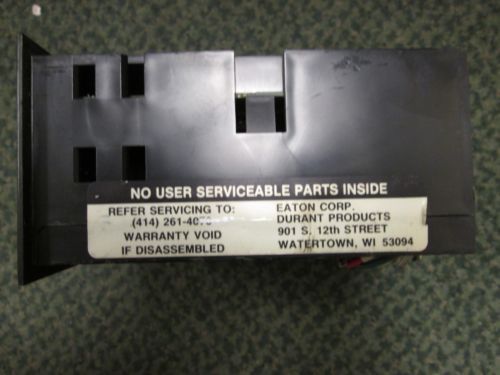 NO USER SERVICEABLE PARTS INSIDE
REFER SERVICING TO:
(414)
WARRANTY VOID
IF DISASSEMBLED
EATON CORP.
DURANT PRODUCTS
901 S. 12th STREET
WATERTOWN, WI 53094